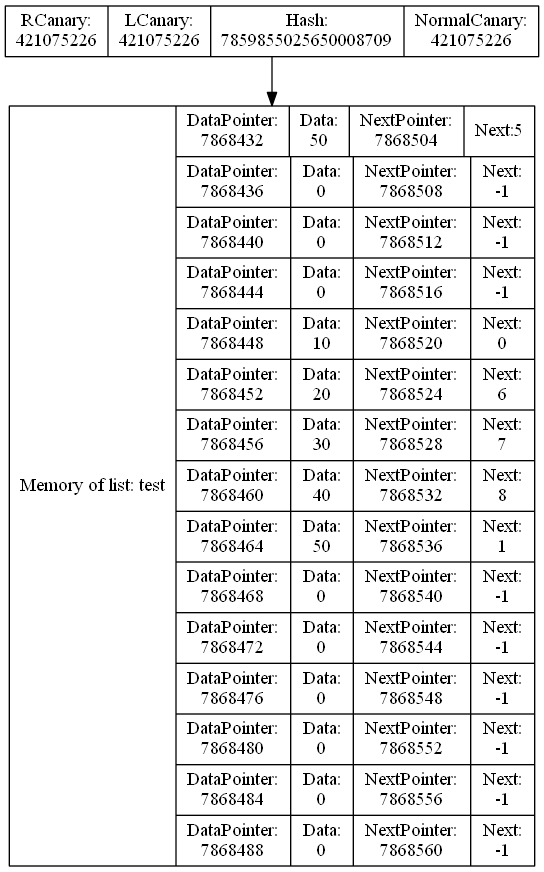 RCanary: LCanary: Hash: NormalCanary:
421075226 421075226 7859855025650008709 421075226
DataPointer: Data: NextPointer: Next:5
7868432 50 7868504
DataPointer: Data: NextPointer: Next:
7868436 0 7868508 -1
DataPointer: Data: NextPointer: Next:
7868440 0 7868512 -1
DataPointer: Data: NextPointer: Next:
7868444 0 7868516 -1
DataPointer: Data: NextPointer: Next:
7868448 10 7868520 0
DataPointer: Data: NextPointer: Next:
7868452 20 7868524 6
DataPointer: Data: NextPointer: Next:
7868456 30 7868528 7
Memory of list: test
DataPointer: Data: NextPointer: Next:
7868460 40 7868532 8
DataPointer: Data: NextPointer: Next:
7868464 50 7868536 1
DataPointer: Data: NextPointer: Next:
7868468 0 7868540 -1
DataPointer: Data: NextPointer: Next:
7868472 0 7868544 -1
DataPointer: Data: NextPointer: Next:
7868476 0 7868548 -1
DataPointer: Data: NextPointer: Next:
7868480 0 7868552 -1
DataPointer: Data: NextPointer: Next:
7868484 0 7868556 -1
DataPointer: Data: NextPointer: Next:
7868488 0 7868560 -1